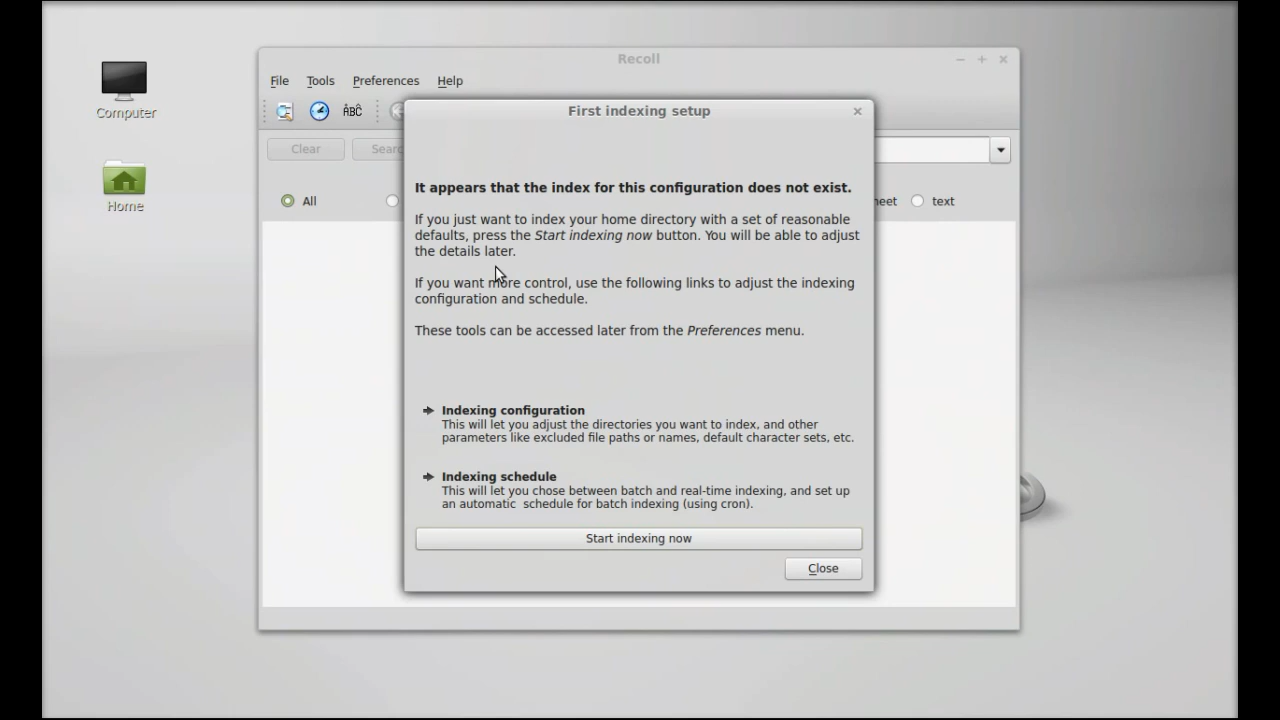 Recoll
File Tools Preferences Help
Computer
ABC
First indexing setup
Clear
It appears that the index for this configuration does not exist.
All
text
Home
If you just want to index your home directory with a set of reasonable
defaults, press the Start indexing now button. You will be able to adjust
the details later.
If you want more control, use the following links to adjust the indexing
configuration and schedule.
These tools can be accessed later from the Preferences menu.
Indexing configuration
This will let you adjust the directories you want to index, and other
parameters like excluded file paths or names, default character sets, etc.
Indexing schedule
This will let you chose between batch and real-time indexing, and set up
an automatic schedule for batch indexing (using cron).
Start indexing now
Close